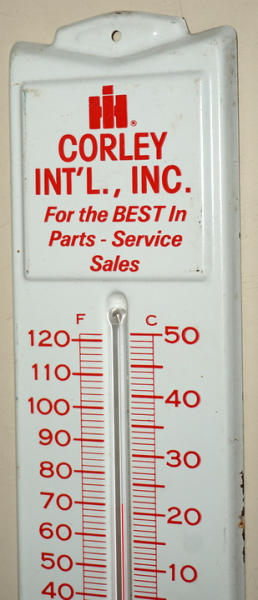 IH®
CORLEY
INT'L., INC.
For the BEST In
Parts - Service
Sales
F C
120 50
110
100 40
90
80 30
70
60 20
50
40 10